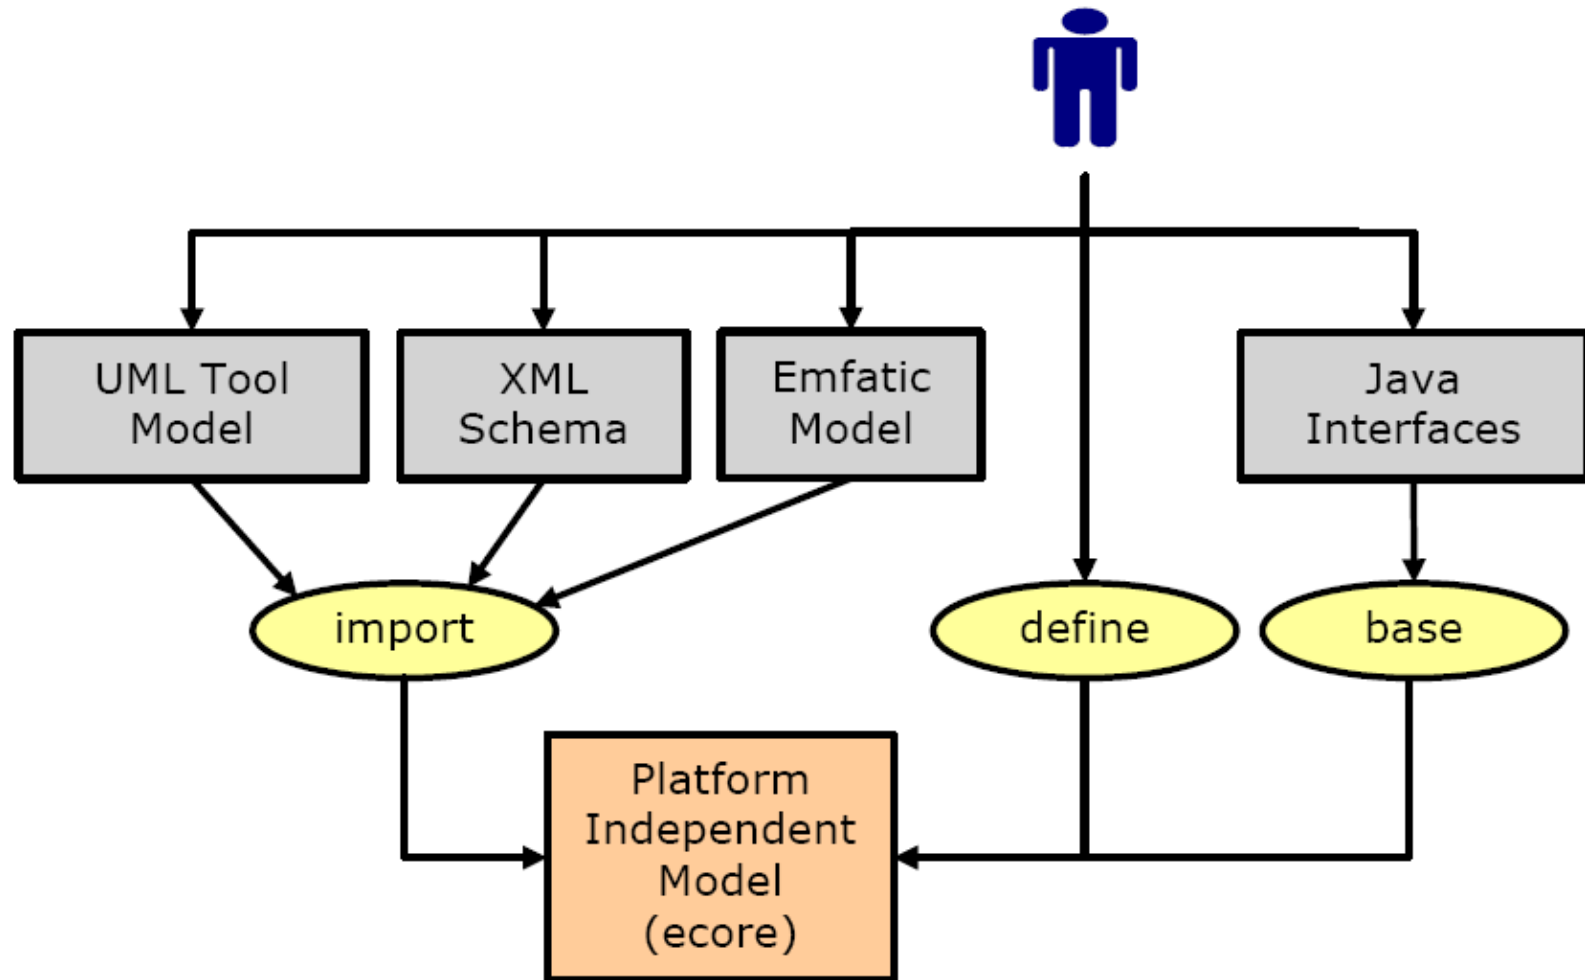 UML Tool
Model
XML
Schema
Emfatic
Model
Java
Interfaces
import
define
base
Platform
Independent
Model
(ecore)